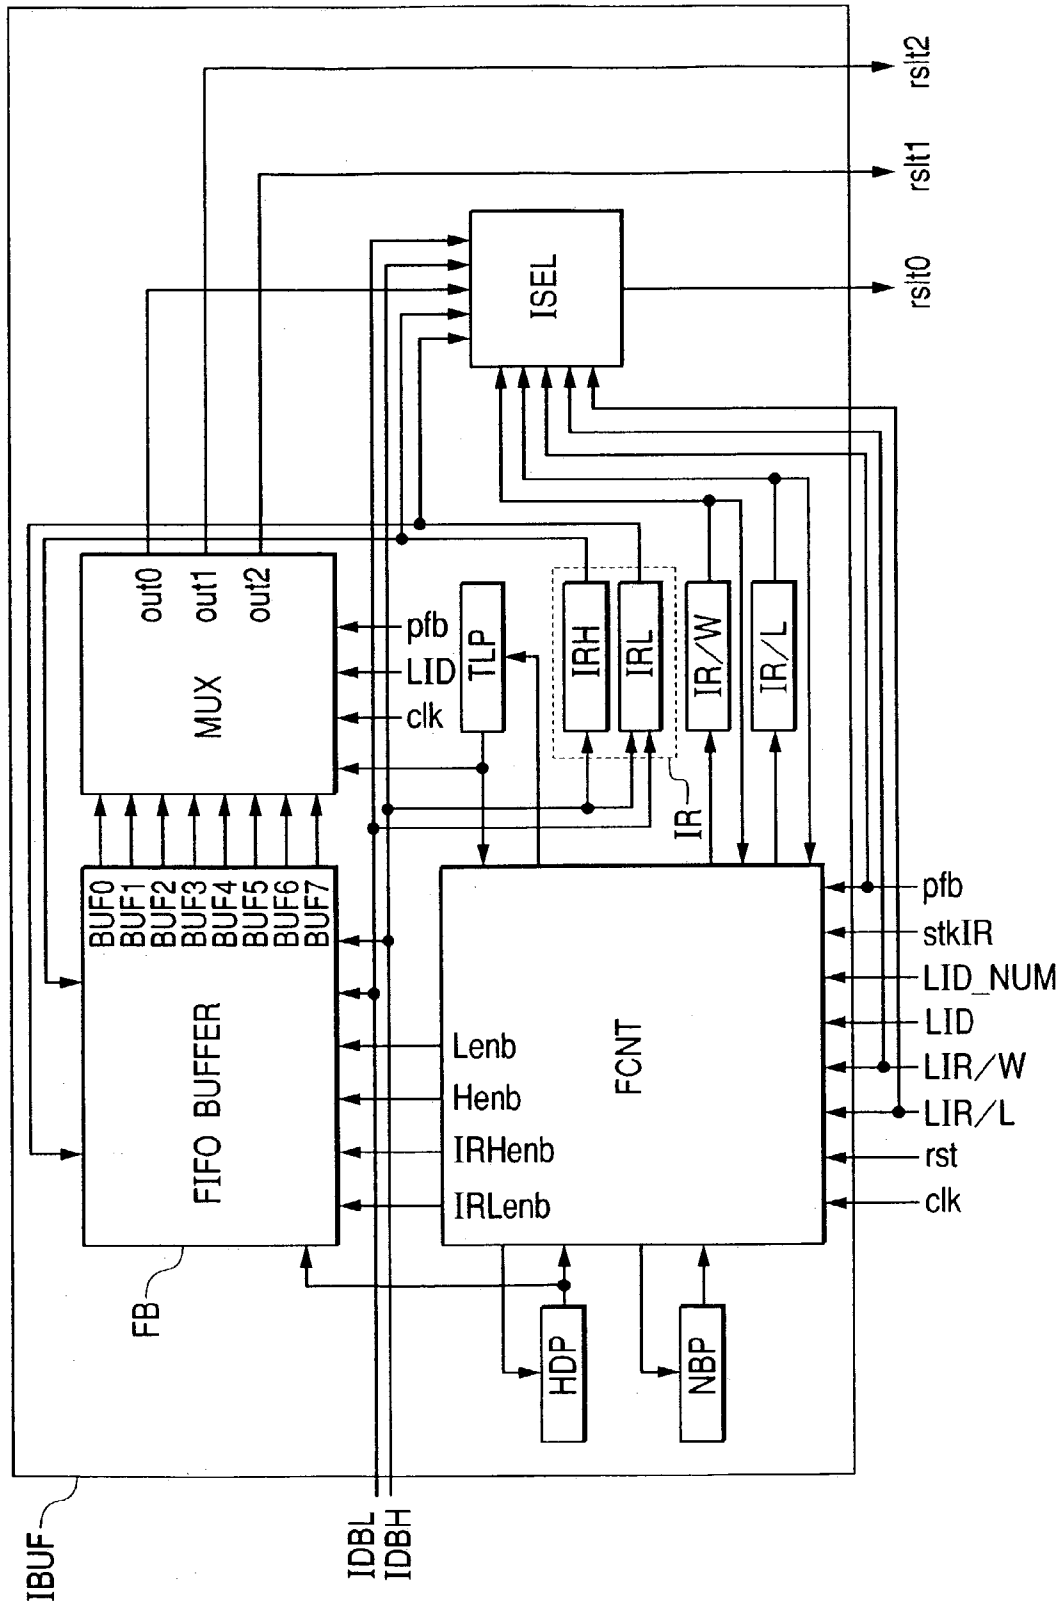 IBUF
FB
FIFO BUFFER
BUF0
BUF1
BUF2
BUF3
BUF4
BUF5
BUF6
BUF7
MUX
out0
out1
out2
pfb
LID
clk
TLP
IDBL
IDBH
Lenb
Henb
IRHenb
IRLenb
FCNT
HDP
NBP
IR
IRH
IRL
IR/W
IR/L
ISEL
rslt2
rslt1
rslt0
pfb
stkIR
LID_NUM
LID
LIR/W
LIR/L
rst
clk